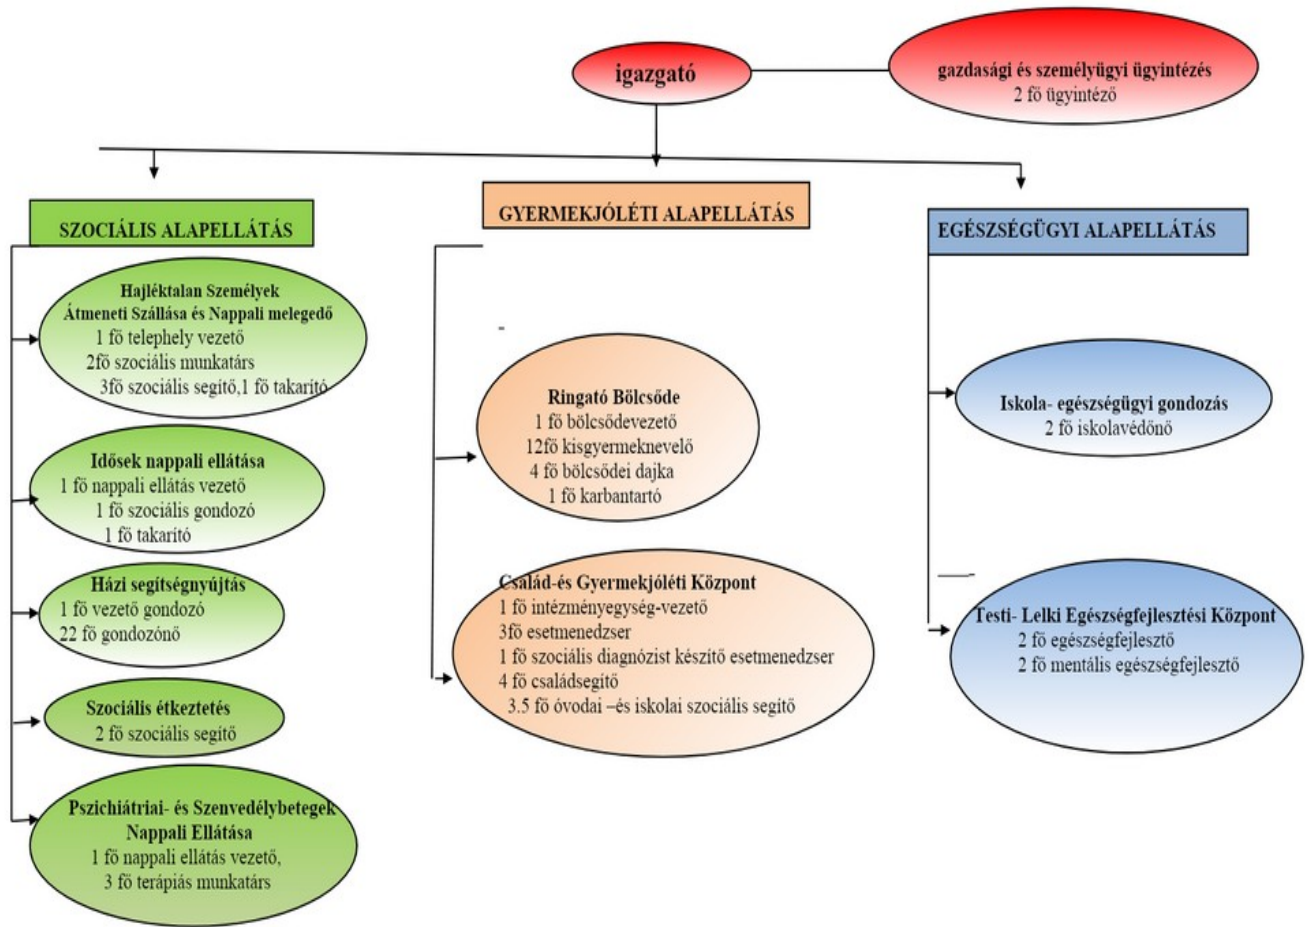 igazgató
gazdasági és személyügyi ügyintézés
2 fő ügyintéző
SZOCIÁLIS ALAPELLÁTÁS
Hajléktalan Személyek
Átmeneti Szállása és Nappali melegedő
1 fő telephely vezető
2fő szociális munkatárs
3fő szociális segítő,1 fő takarító
Idősek nappali ellátása
1 fő nappali ellátás vezető
1 fő szociális gondozó
1 fő takarító
Házi segítségnyújtás
1 fő vezető gondozó
22 fő gondozónő
Szociális étkeztetés
2 fő szociális segítő
Pszichiátriai- és Szenvedélybetegek
Nappali Ellátása
1 fő nappali ellátás vezető,
3 fő terápiás munkatárs
GYERMEKJÓLÉTI ALAPELLÁTÁS
-
Ringató Bölcsőde
1 fő bölcsődevezető
12fő kisgyermeknevelő
4 fő bölcsődei dajka
1 fő karbantartó
Család-és Gyermekjóléti Központ
1 fő intézményegység-vezető
3fő esetmenedzser
1 fő szociális diagnózist készítő esetmenedzser
4 fő családsegítő
3.5 fő óvodai –és iskolai szociális segítő
EGÉSZSÉGÜGYI ALAPELLÁTÁS
Iskola- egészségügyi gondozás
2 fő iskolavédőnő
Testi- Lelki Egészségfejlesztési Központ
2 fő egészségfejlesztő
2 fő mentális egészségfejlesztő